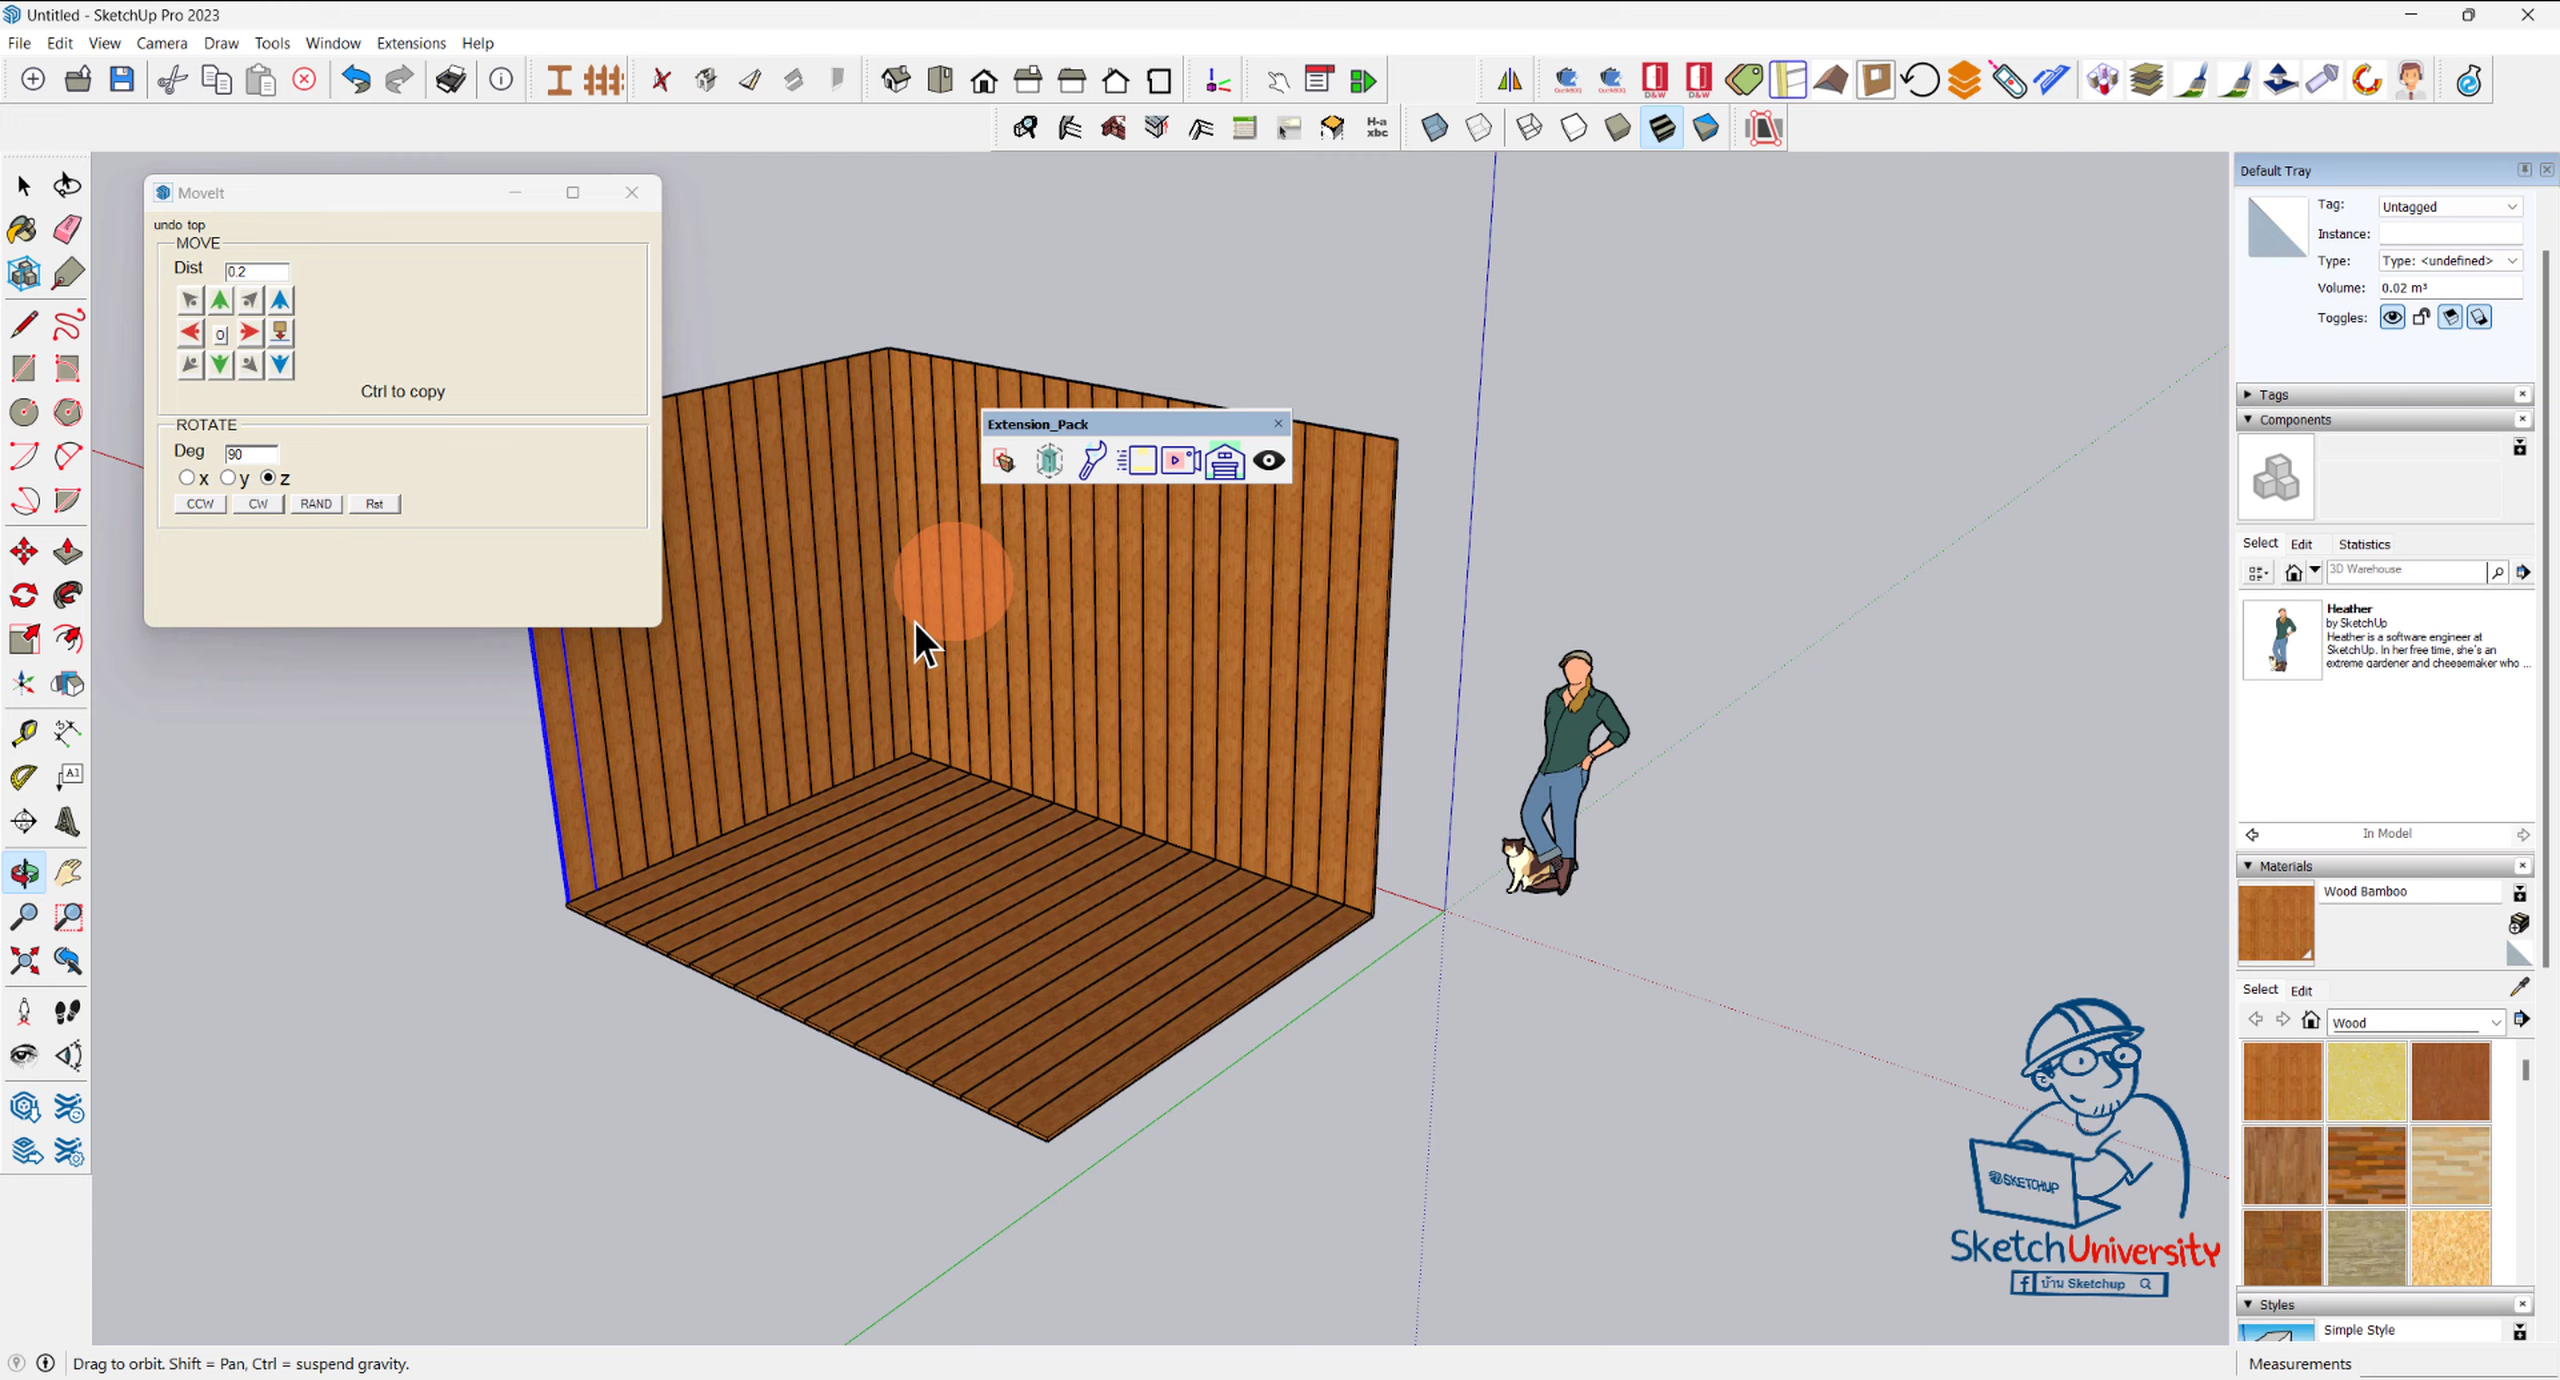 Untitled - SketchUp Pro 2023
File Edit View Camera Draw Tools Window Extensions Help
D&W D&W
H-a
xbc
MoveIt
undo top
MOVE
Dist 0.2
0
Ctrl to copy
ROTATE
Deg 90
x y z
CCW CW RAND Rst
A1
Extension_Pack
SKETCHUP
SketchUniversity
f บ้าน Sketchup
Default Tray
Tag: Untagged
Instance:
Type: Type: <undefined>
Volume: 0.02 m³
Toggles:
Tags
Components
Select Edit Statistics
3D Warehouse
Heather
by SketchUp
Heather is a software engineer at
SketchUp. In her free time, she's an
extreme gardener and cheesemaker who ...
In Model
Materials
Wood Bamboo
Select Edit
Wood
Styles
Simple Style
Drag to orbit. Shift = Pan, Ctrl = suspend gravity.
Measurements